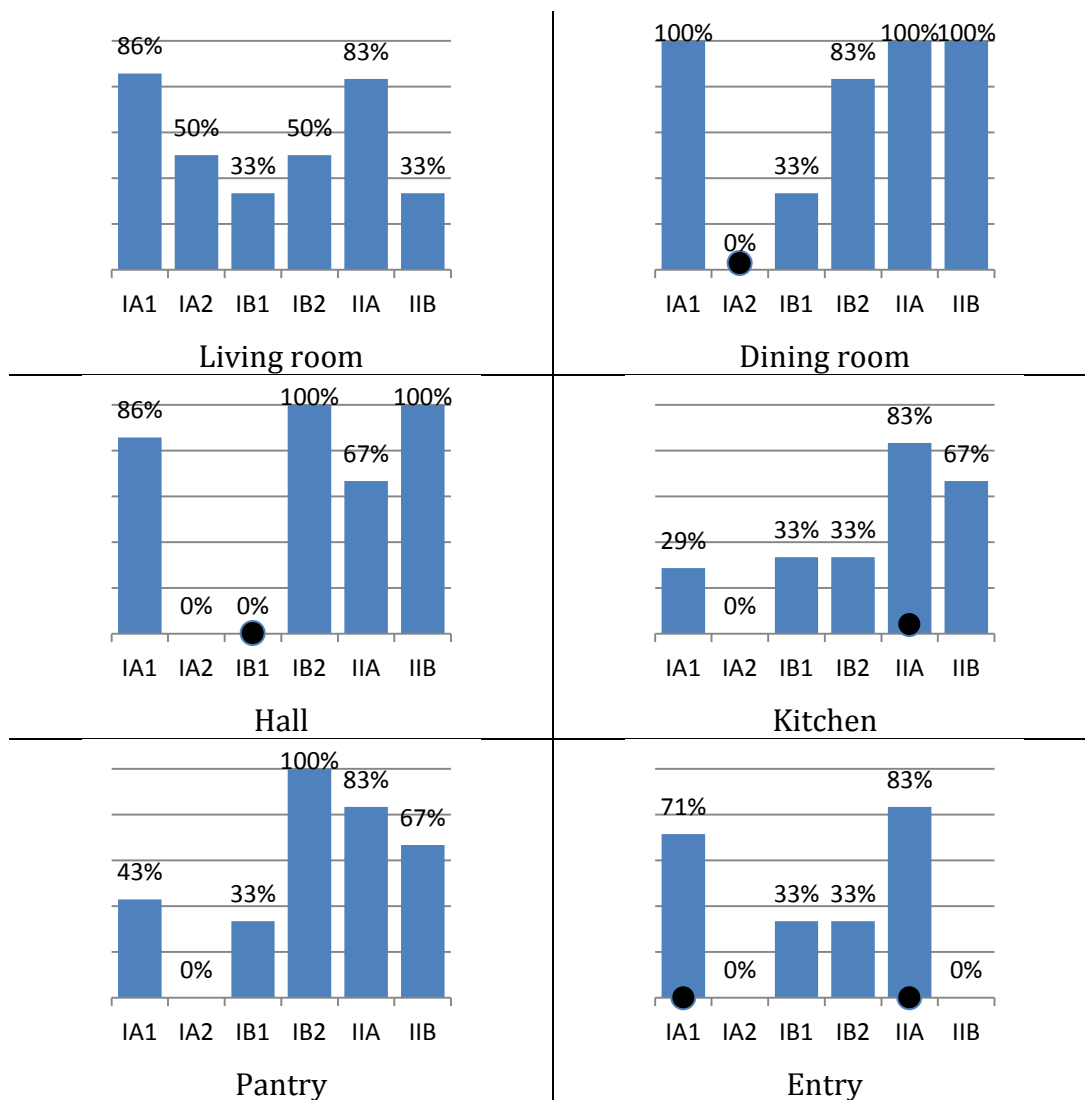 86%
83%
50%
50%
33%
33%
IA1 IA2 IB1 IB2 IIA IIB
Living room
100%
100% 100%
83%
33%
0%
IA1 IA2 IB1 IB2 IIA IIB
Dining room
86%
100%
100%
67%
0% 0%
IA1 IA2 IB1 IB2 IIA IIB
Hall
83%
67%
29%
33% 33%
0%
IA1 IA2 IB1 IB2 IIA IIB
Kitchen
100%
83%
67%
43%
33%
0%
IA1 IA2 IB1 IB2 IIA IIB
Pantry
83%
71%
33% 33%
0%
0%
IA1 IA2 IB1 IB2 IIA IIB
Entry